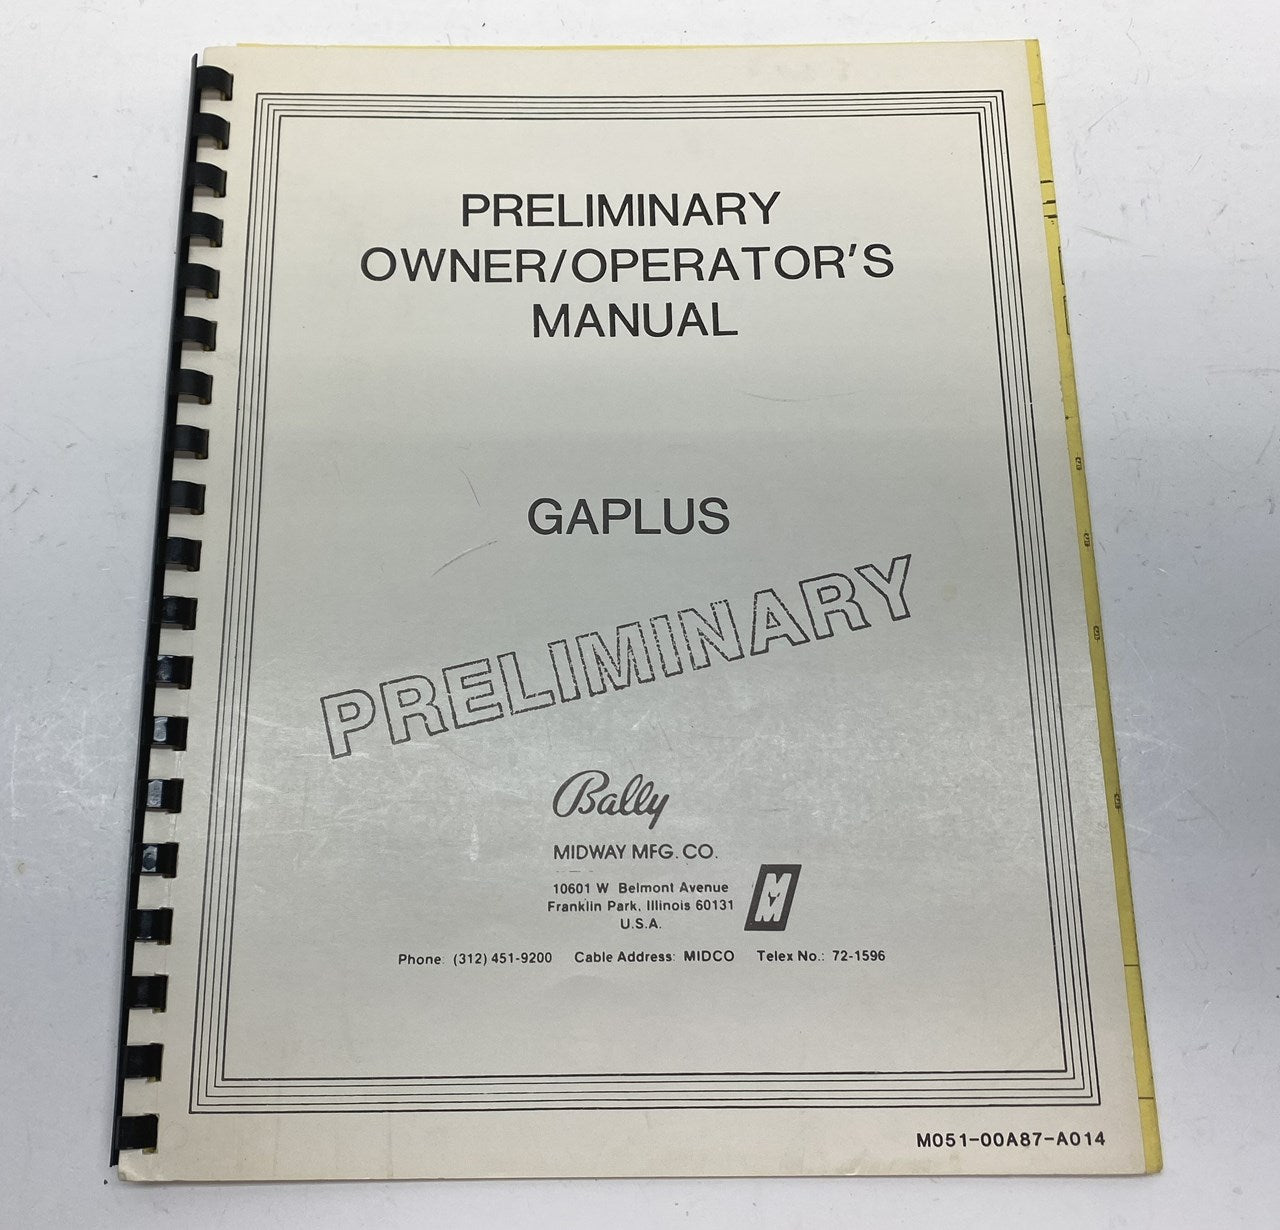 PRELIMINARY
OWNER/OPERATOR'S
MANUAL
GAPLUS
PRELIMINARY
Bally
MIDWAY MFG. CO.
10601 W Belmont Avenue
Franklin Park, Illinois 60131
U.S.A.
Phone: (312) 451-9200 Cable Address: MIDCO Telex No.: 72-1596
M051-00A87-A014